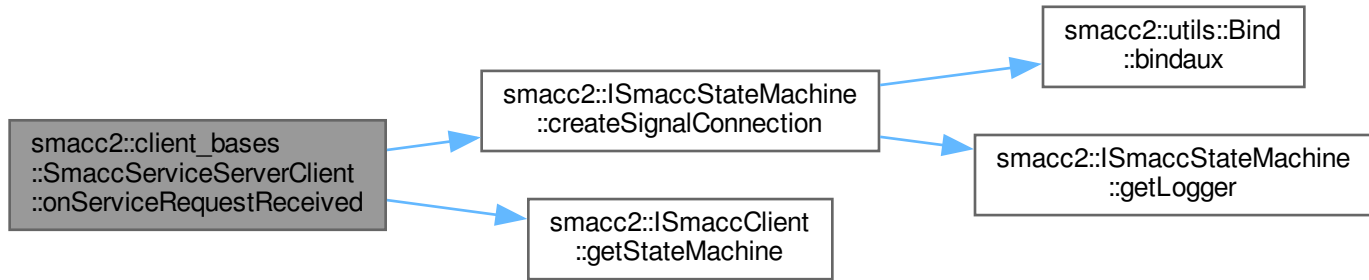 smacc2::client_bases
::SmaccServiceServerClient
::onServiceRequestReceived
smacc2::ISmaccStateMachine
::createSignalConnection
smacc2::utils::Bind
::bindaux
smacc2::ISmaccStateMachine
::getLogger
smacc2::ISmaccClient
::getStateMachine